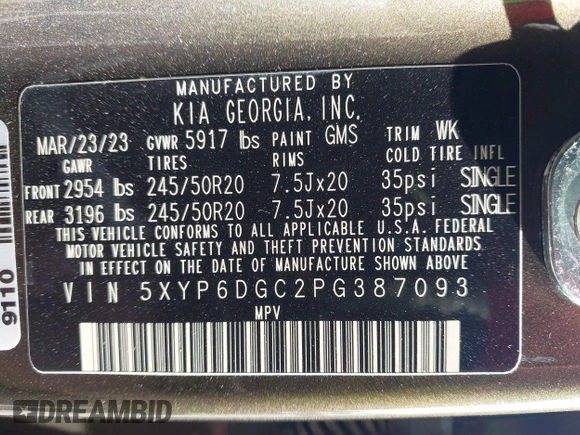 MANUFACTURED BY
KIA GEORGIA, INC.
MAR/23/23 GVWR 5917 lbs PAINT GMS TRIM WK
GAWR TIRES RIMS COLD TIRE INFL
FRONT 2954 lbs 245/50R20 7.5Jx20 35psi SINGLE
REAR 3196 lbs 245/50R20 7.5Jx20 35psi SINGLE
THIS VEHICLE CONFORMS TO ALL APPLICABLE U.S.A. FEDERAL
MOTOR VEHICLE SAFETY AND THEFT PREVENTION STANDARDS
IN EFFECT ON THE DATE OF MANUFACTURE SHOWN ABOVE
VIN 5XYP6DGC2PG387093
MPV
9110
DREAMBID